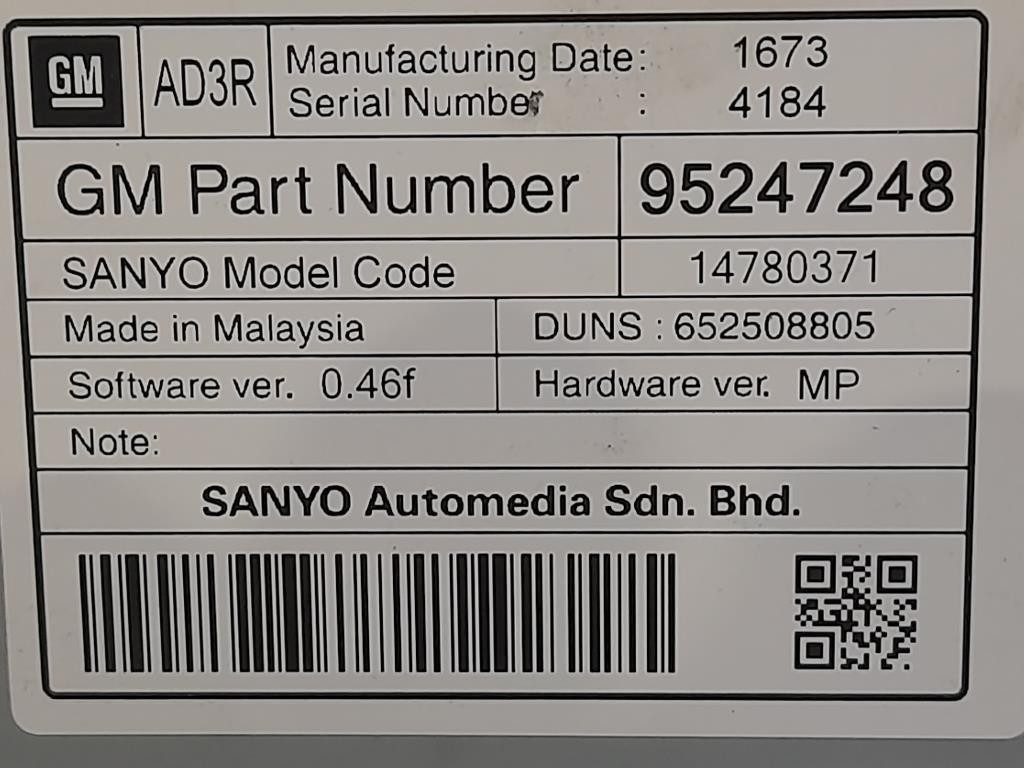 GM
AD3R
Manufacturing Date: 1673
Serial Number : 4184
GM Part Number 95247248
SANYO Model Code 14780371
Made in Malaysia DUNS : 652508805
Software ver. 0.46f Hardware ver. MP
Note:
SANYO Automedia Sdn. Bhd.